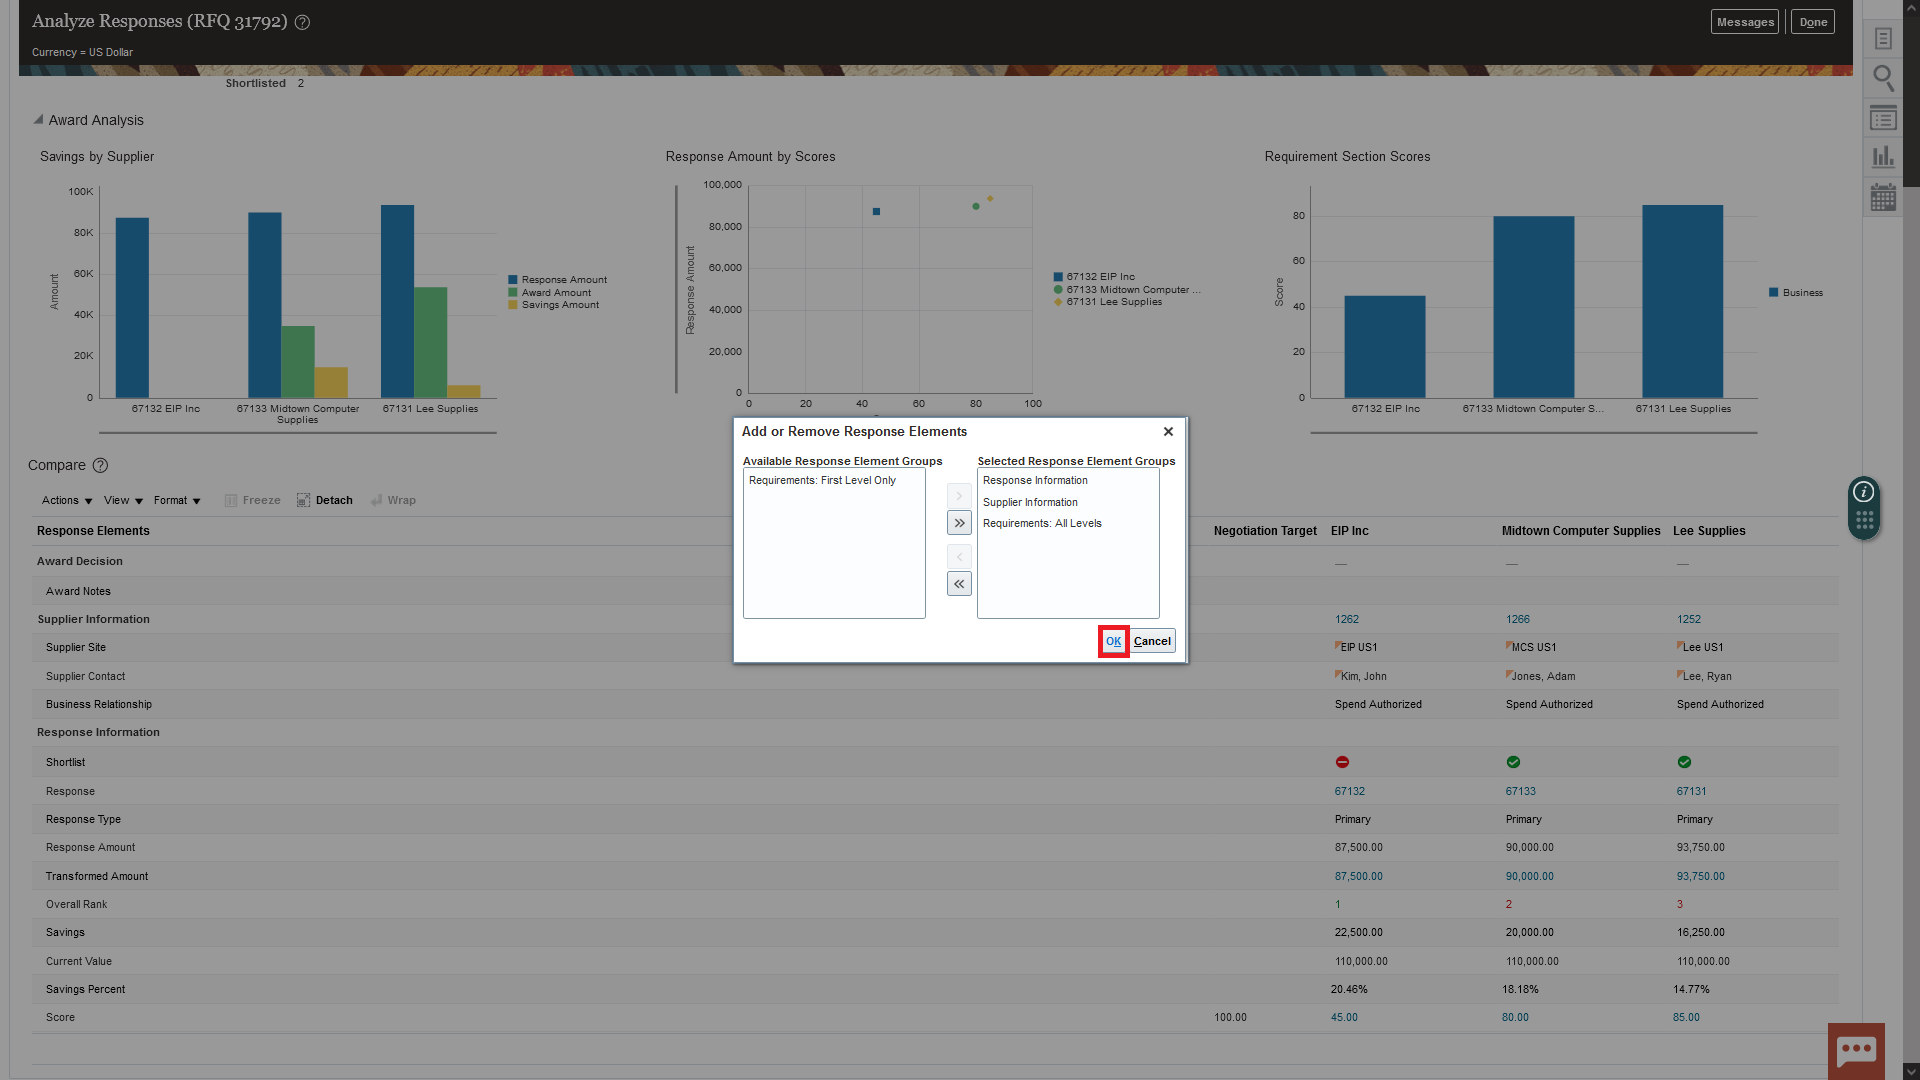 Analyze Responses (RFQ 31792) ?
Messages
Done
Currency = US Dollar
Shortlisted 2
Award Analysis
Savings by Supplier
100K
80K
60K
40K
20K
0
Amount
67132 EIP Inc
67133 Midtown Computer Supplies
67131 Lee Supplies
Response Amount
Award Amount
Savings Amount
Response Amount by Scores
100,000
80,000
60,000
40,000
20,000
0
Response Amount
0 20 40 60 80 100
67132 EIP Inc
67133 Midtown Computer ...
67131 Lee Supplies
Requirement Section Scores
80
60
40
20
0
Score
67132 EIP Inc
67133 Midtown Computer S...
67131 Lee Supplies
Business
Add or Remove Response Elements
Available Response Element Groups
Requirements: First Level Only
Selected Response Element Groups
Response Information
Supplier Information
Requirements: All Levels
OK
Cancel
Compare ?
Actions View Format Freeze Detach Wrap
Response Elements Negotiation Target EIP Inc Midtown Computer Supplies Lee Supplies
Award Decision — — —
Award Notes
Supplier Information 1262 1266 1252
Supplier Site EIP US1 MCS US1 Lee US1
Supplier Contact Kim, John Jones, Adam Lee, Ryan
Business Relationship Spend Authorized Spend Authorized Spend Authorized
Response Information
Shortlist
Response 67132 67133 67131
Response Type Primary Primary Primary
Response Amount 87,500.00 90,000.00 93,750.00
Transformed Amount 87,500.00 90,000.00 93,750.00
Overall Rank 1 2 3
Savings 22,500.00 20,000.00 16,250.00
Current Value 110,000.00 110,000.00 110,000.00
Savings Percent 20.46% 18.18% 14.77%
Score 100.00 45.00 80.00 85.00